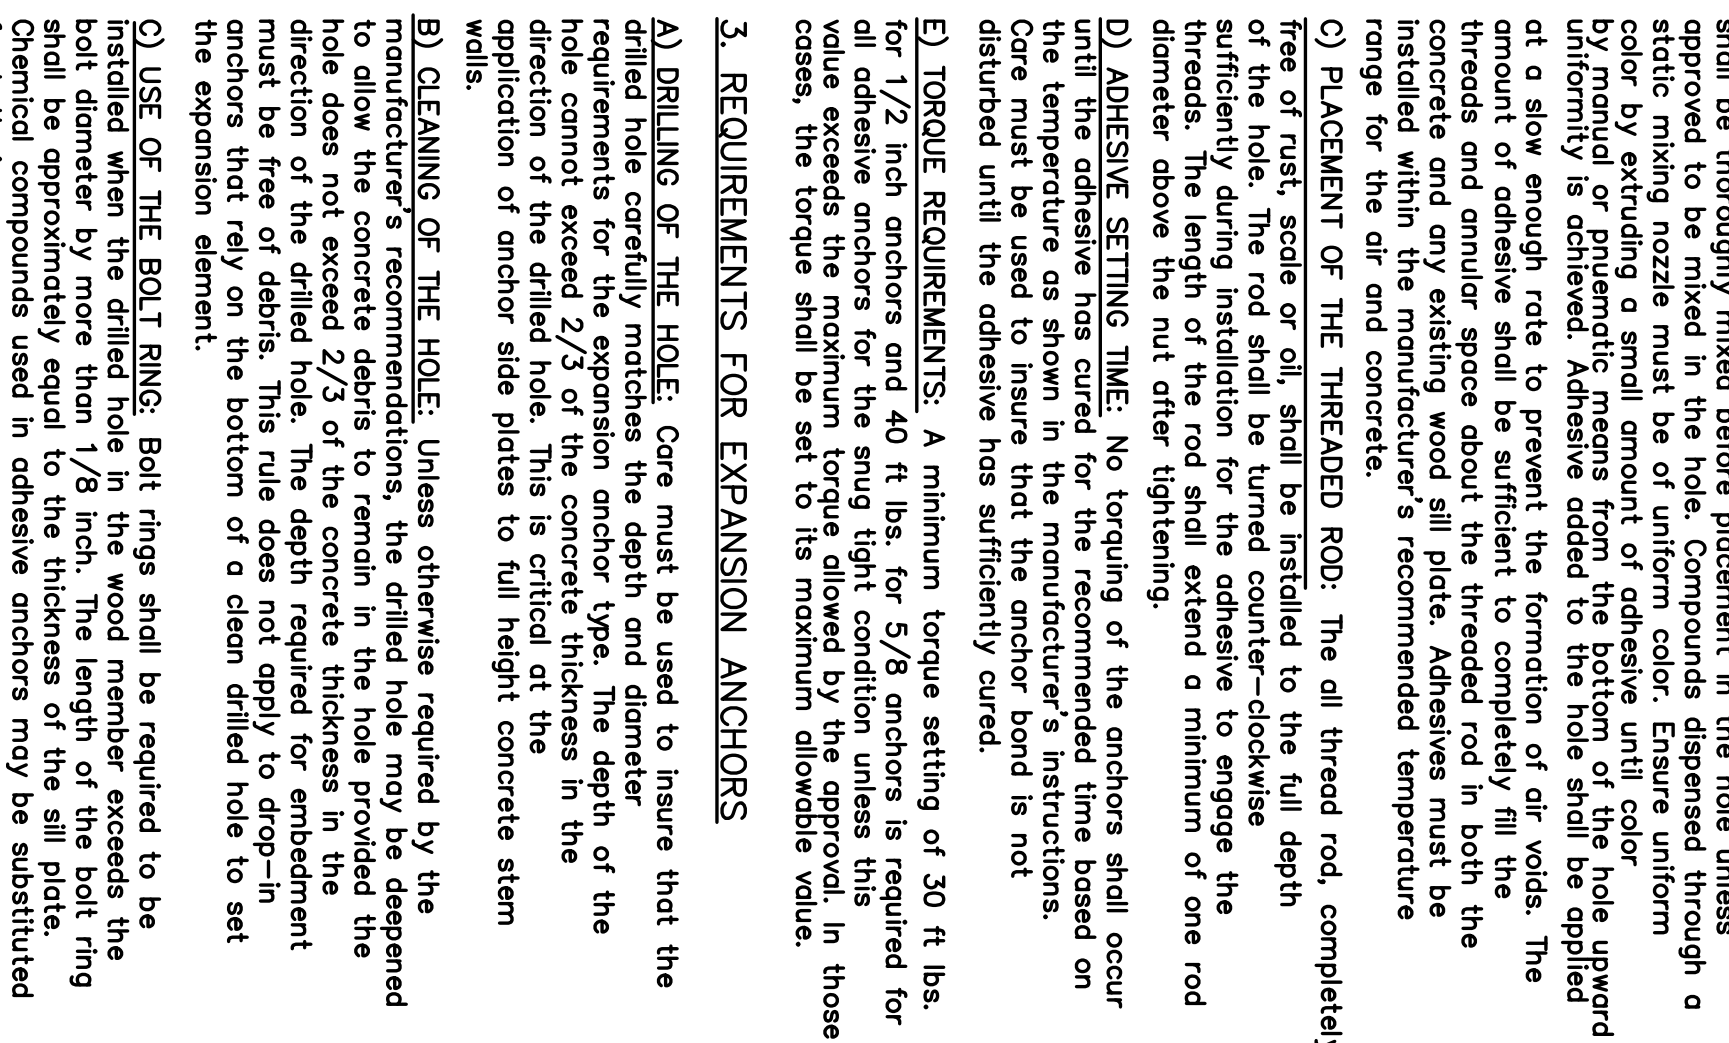 shall be thoroughly mixed before placement in the hole unless
approved to be mixed in the hole. Compounds dispensed through a
static mixing nozzle must be of uniform color. Ensure uniform
color by extruding a small amount of adhesive until color
by manual or pnuematic means from the bottom of the hole upward
uniformity is achieved. Adhesive added to the hole shall be applied
at a slow enough rate to prevent the formation of air voids. The
amount of adhesive shall be sufficient to completely fill the
threads and annular space about the threaded rod in both the
concrete and any existing wood sill plate. Adhesives must be
installed within the manufacturer's recommended temperature
range for the air and concrete.
C) PLACEMENT OF THE THREADED ROD: The all thread rod, completely
free of rust, scale or oil, shall be installed to the full depth
of the hole. The rod shall be turned counter-clockwise
sufficiently during installation for the adhesive to engage the
threads. The length of the rod shall extend a minimum of one rod
diameter above the nut after tightening.
D) ADHESIVE SETTING TIME: No torquing of the anchors shall occur
until the adhesive has cured for the recommended time based on
the temperature as shown in the manufacturer's instructions.
Care must be used to insure that the anchor bond is not
disturbed until the adhesive has sufficiently cured.
E) TORQUE REQUIREMENTS: A minimum torque setting of 30 ft lbs.
for 1/2 inch anchors and 40 ft lbs. for 5/8 anchors is required for
all adhesive anchors for the snug tight condition unless this
value exceeds the maximum torque allowed by the approval. In those
cases, the torque shall be set to its maximum allowable value.
3. REQUIREMENTS FOR EXPANSION ANCHORS
A) DRILLING OF THE HOLE: Care must be used to insure that the
drilled hole carefully matches the depth and diameter
requirements for the expansion anchor type. The depth of the
hole cannot exceed 2/3 of the concrete thickness in the
direction of the drilled hole. This is critical at the
application of anchor side plates to full height concrete stem
walls.
B) CLEANING OF THE HOLE: Unless otherwise required by the
manufacturer's recommendations, the drilled hole may be deepened
to allow the concrete debris to remain in the hole provided the
hole does not exceed 2/3 of the concrete thickness in the
direction of the drilled hole. The depth required for embedment
must be free of debris. This rule does not apply to drop-in
anchors that rely on the bottom of a clean drilled hole to set
the expansion element.
C) USE OF THE BOLT RING: Bolt rings shall be required to be
installed when the drilled hole in the wood member exceeds the
bolt diameter by more than 1/8 inch. The length of the bolt ring
shall be approximately equal to the thickness of the sill plate.
Chemical compounds used in adhesive anchors may be substituted